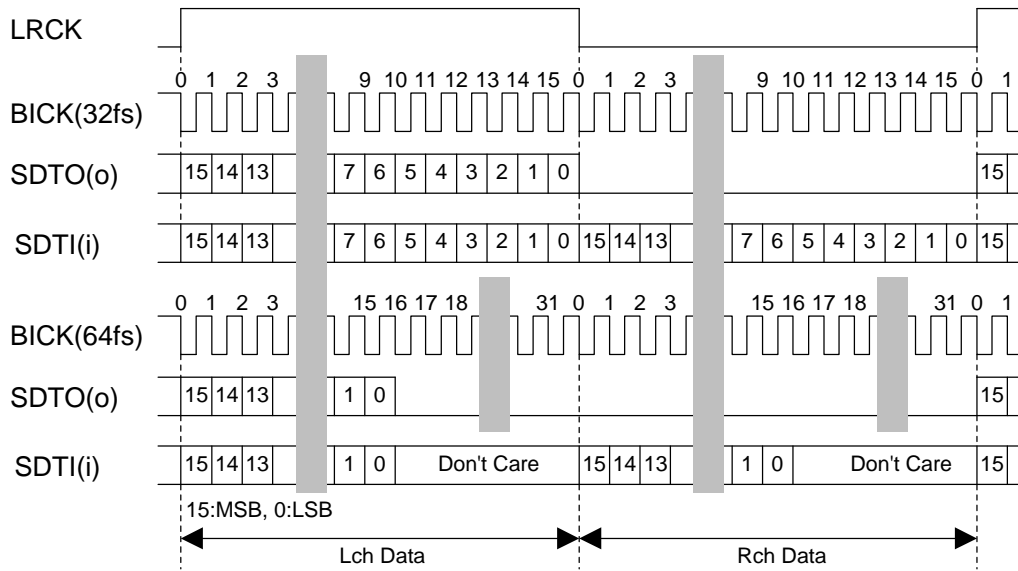 LRCK
0 1 2 3 9 10 11 12 13 14 15 0 1 2 3 9 10 11 12 13 14 15 0 1
BICK(32fs)
SDTO(o) 15 14 13 7 6 5 4 3 2 1 0 15
SDTI(i) 15 14 13 7 6 5 4 3 2 1 0 15 14 13 7 6 5 4 3 2 1 0 15
0 1 2 3 15 16 17 18 31 0 1 2 3 15 16 17 18 31 0 1
BICK(64fs)
SDTO(o) 15 14 13 1 0 15
SDTI(i) 15 14 13 1 0 Don't Care 15 14 13 1 0 Don't Care 15
15:MSB, 0:LSB
Lch Data Rch Data